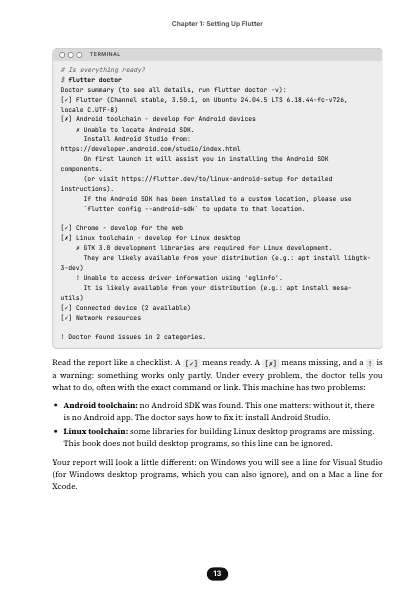 Chapter 1: Setting Up Flutter
TERMINAL
# Is everything ready?
$ flutter doctor
Doctor summary (to see all details, run flutter doctor -v):
[✓] Flutter (Channel stable, 3.50.1, on Ubuntu 24.04.5 LTS 6.18.44-fc-v726,
locale C.UTF-8)
[✗] Android toolchain - develop for Android devices
✗ Unable to locate Android SDK.
Install Android Studio from:
https://developer.android.com/studio/index.html
On first launch it will assist you in installing the Android SDK
components.
(or visit https://flutter.dev/to/linux-android-setup for detailed
instructions).
If the Android SDK has been installed to a custom location, please use
`flutter config --android-sdk` to update to that location.
[✓] Chrome - develop for the web
[✗] Linux toolchain - develop for Linux desktop
✗ GTK 3.0 development libraries are required for Linux development.
They are likely available from your distribution (e.g.: apt install libgtk-
3-dev)
! Unable to access driver information using 'eglinfo'.
It is likely available from your distribution (e.g.: apt install mesa-
utils)
[✓] Connected device (2 available)
[✓] Network resources
! Doctor found issues in 2 categories.
Read the report like a checklist. A [✓] means ready. A [✗] means missing, and a ! is
a warning: something works only partly. Under every problem, the doctor tells you
what to do, often with the exact command or link. This machine has two problems:
• Android toolchain: no Android SDK was found. This one matters: without it, there
is no Android app. The doctor says how to fix it: install Android Studio.
• Linux toolchain: some libraries for building Linux desktop programs are missing.
This book does not build desktop programs, so this line can be ignored.
Your report will look a little different: on Windows you will see a line for Visual Studio
(for Windows desktop programs, which you can also ignore), and on a Mac a line for
Xcode.
13